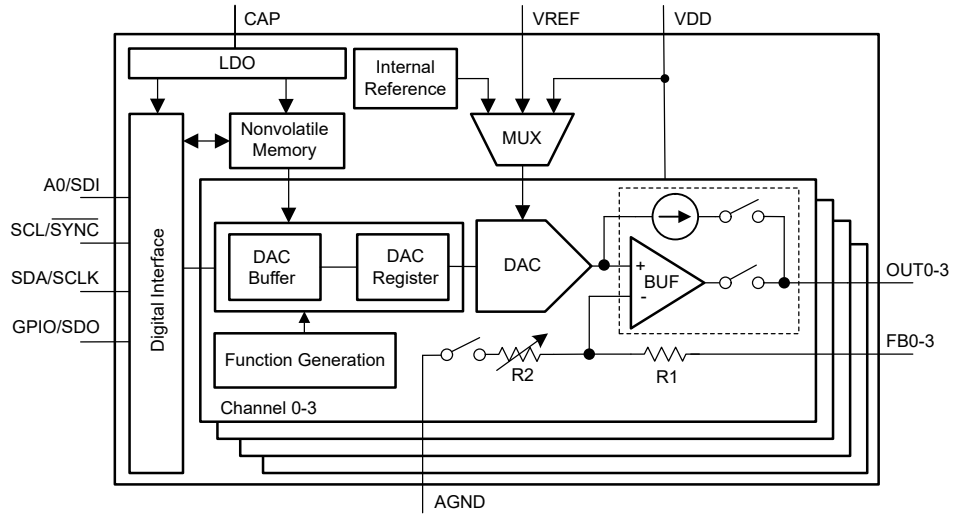 CAP
VREF
VDD
LDO
Internal
Reference
Nonvolatile
Memory
MUX
A0/SDI
SCL/SYNC
SDA/SCLK
GPIO/SDO
Digital Interface
DAC
Buffer
DAC
Register
DAC
+
BUF
-
OUT0-3
FB0-3
Function Generation
R2
R1
Channel 0-3
AGND